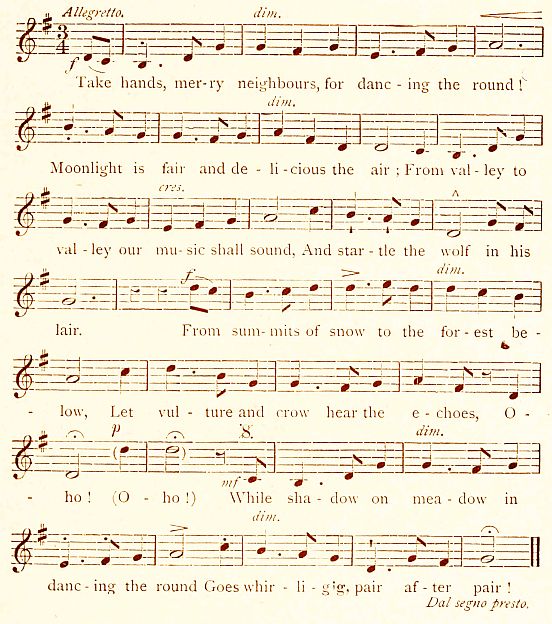 Allegretto. dim.
3
4
f
Take hands, mer-ry neighbours, for danc - ing the round !
dim.
Moonlight is fair and de - li - cious the air ; From val - ley to
cres.
val - ley our mu - sic shall sound, And star - tle the wolf in his
f dim.
lair. From sum- mits of snow to the for - est be -
- low, Let vul - ture and crow hear the e - choes, O -
p 𝄋 dim.
mf
- ho ! (O - ho !) While sha - dow on mea - dow in
dim.
danc - ing the round Goes whir - li - gig, pair af - ter pair !
Dal segno presto.